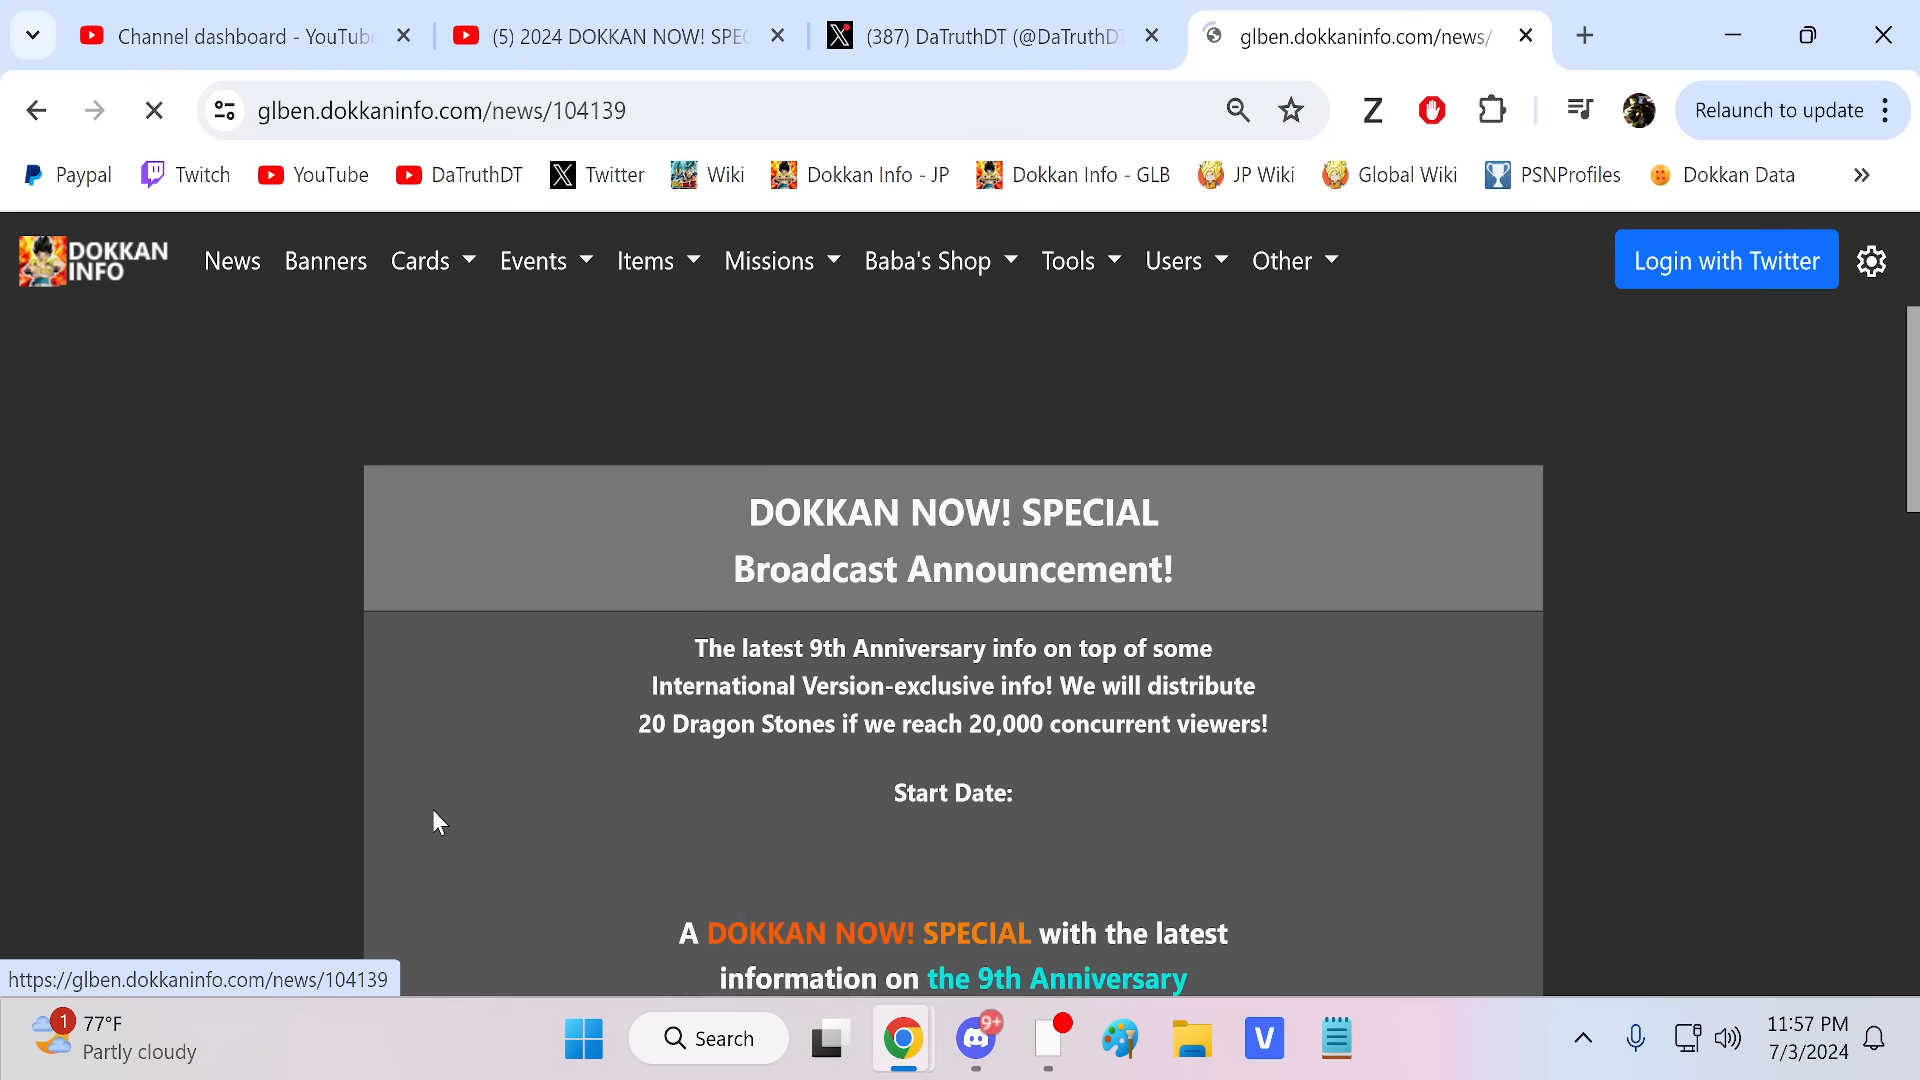 Channel dashboard - YouTube
(5) 2024 DOKKAN NOW! SPEC
(387) DaTruthDT (@DaTruthDT
glben.dokkaninfo.com/news/
glben.dokkaninfo.com/news/104139
Z
Relaunch to update
Paypal
Twitch
YouTube
DaTruthDT
Twitter
Wiki
Dokkan Info - JP
Dokkan Info - GLB
JP Wiki
Global Wiki
PSNProfiles
Dokkan Data
»
DOKKAN
INFO
News
Banners
Cards
Events
Items
Missions
Baba's Shop
Tools
Users
Other
Login with Twitter
DOKKAN NOW! SPECIAL
Broadcast Announcement!
The latest 9th Anniversary info on top of some
International Version-exclusive info! We will distribute
20 Dragon Stones if we reach 20,000 concurrent viewers!
Start Date:
A DOKKAN NOW! SPECIAL with the latest
information on the 9th Anniversary
https://glben.dokkaninfo.com/news/104139
1
77°F
Partly cloudy
Search
9+
V
11:57 PM
7/3/2024